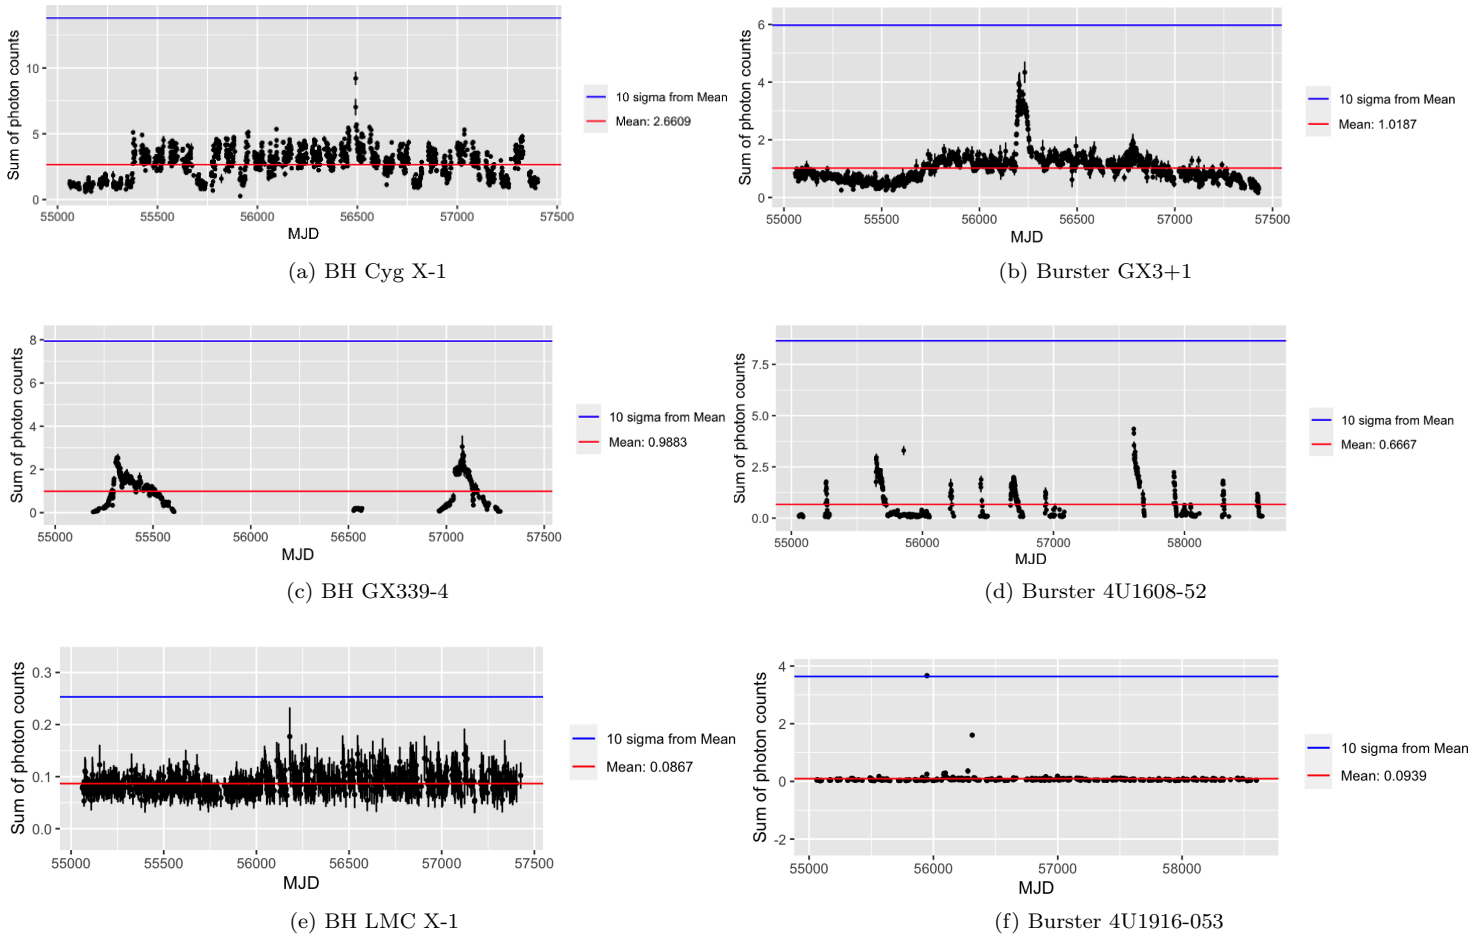 Sum of photon counts
10
5
0
55000 55500 56000 56500 57000 57500
MJD
10 sigma from Mean
Mean: 2.6609
(a) BH Cyg X-1
Sum of photon counts
6
4
2
0
55000 55500 56000 56500 57000 57500
MJD
10 sigma from Mean
Mean: 1.0187
(b) Burster GX3+1
Sum of photon counts
8
6
4
2
0
55000 55500 56000 56500 57000 57500
MJD
10 sigma from Mean
Mean: 0.9883
(c) BH GX339-4
Sum of photon counts
7.5
5.0
2.5
0.0
55000 56000 57000 58000
MJD
10 sigma from Mean
Mean: 0.6667
(d) Burster 4U1608-52
Sum of photon counts
0.3
0.2
0.1
0.0
55000 55500 56000 56500 57000 57500
MJD
10 sigma from Mean
Mean: 0.0867
(e) BH LMC X-1
Sum of photon counts
4
2
0
-2
55000 56000 57000 58000
MJD
10 sigma from Mean
Mean: 0.0939
(f) Burster 4U1916-053